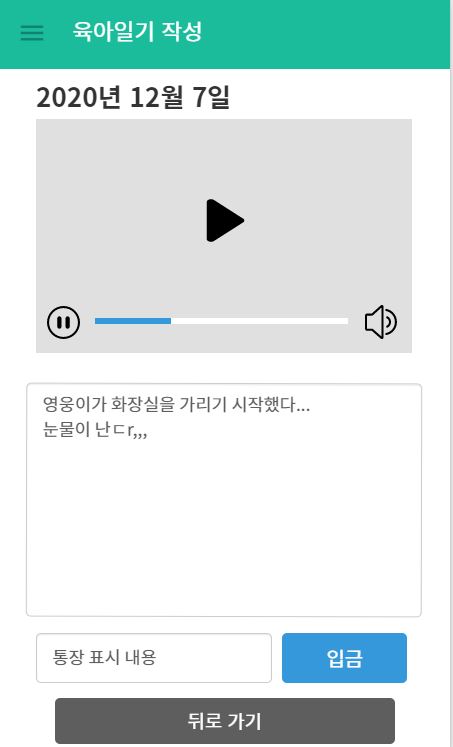 육아일기 작성
2020년 12월 7일
영웅이가 화장실을 가리기 시작했다...
눈물이 난ㄷr,,,
통장 표시 내용
입금
뒤로 가기